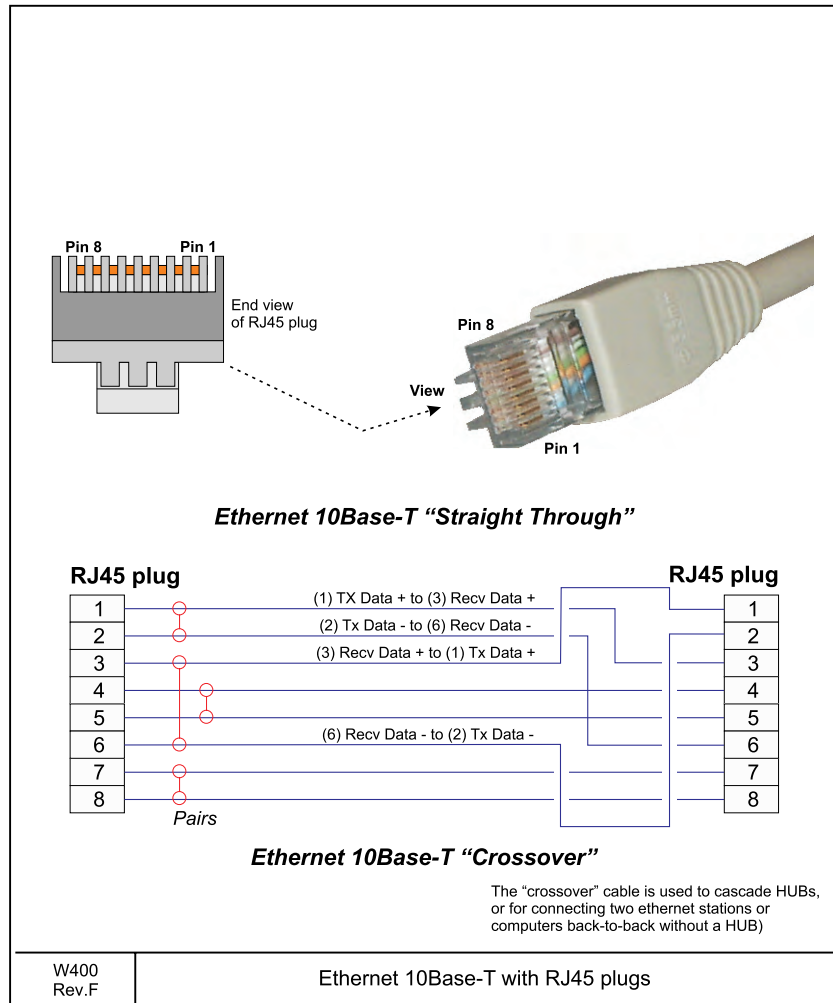 Pin 8
Pin 1
End view
of RJ45 plug
Pin 8
View
Pin 1
Ethernet 10Base-T “Straight Through”
RJ45 plug
RJ45 plug
1
2
3
4
5
6
7
8
(1) TX Data + to (3) Recv Data +
(2) Tx Data - to (6) Recv Data -
(3) Recv Data + to (1) Tx Data +
(6) Recv Data - to (2) Tx Data -
1
2
3
4
5
6
7
8
Pairs
Ethernet 10Base-T “Crossover”
The “crossover” cable is used to cascade HUBs,
or for connecting two ethernet stations or
computers back-to-back without a HUB)
W400
Rev.F
Ethernet 10Base-T with RJ45 plugs